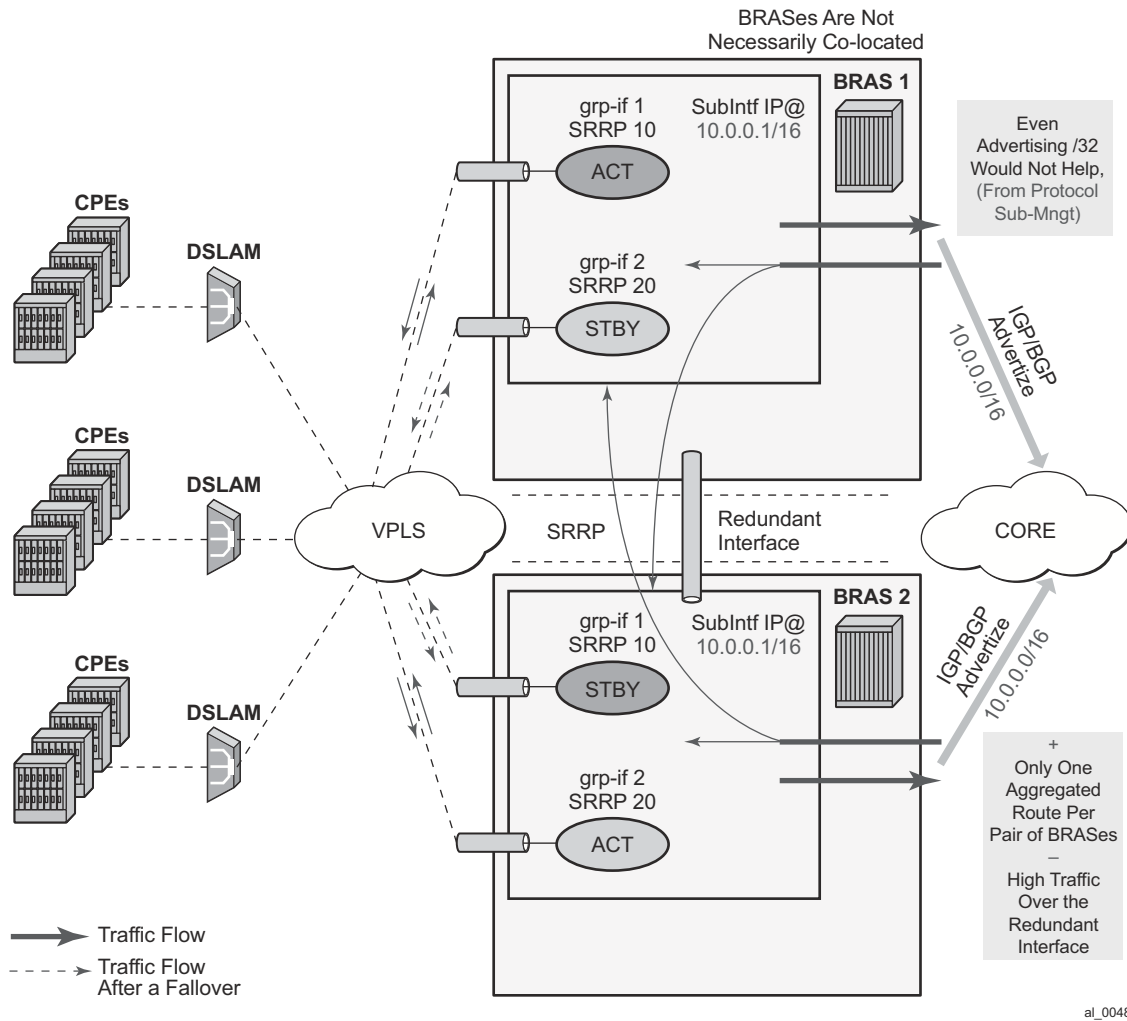 BRASes Are Not
Necessarily Co-located
BRAS 1
grp-if 1
SRRP 10
SubIntf IP@
10.0.0.1/16
ACT
grp-if 2
SRRP 20
STBY
Even
Advertising /32
Would Not Help,
(From Protocol
Sub-Mngt)
CPEs
DSLAM
CPEs
DSLAM
CPEs
DSLAM
VPLS
SRRP
Redundant
Interface
IGP/BGP
Advertize
10.0.0.0/16
CORE
BRAS 2
grp-if 1
SRRP 10
SubIntf IP@
10.0.0.1/16
STBY
grp-if 2
SRRP 20
ACT
IGP/BGP
Advertize
10.0.0.0/16
+
Only One
Aggregated
Route Per
Pair of BRASes
–
High Traffic
Over the
Redundant
Interface
Traffic Flow
Traffic Flow
After a Fallover
al_0048